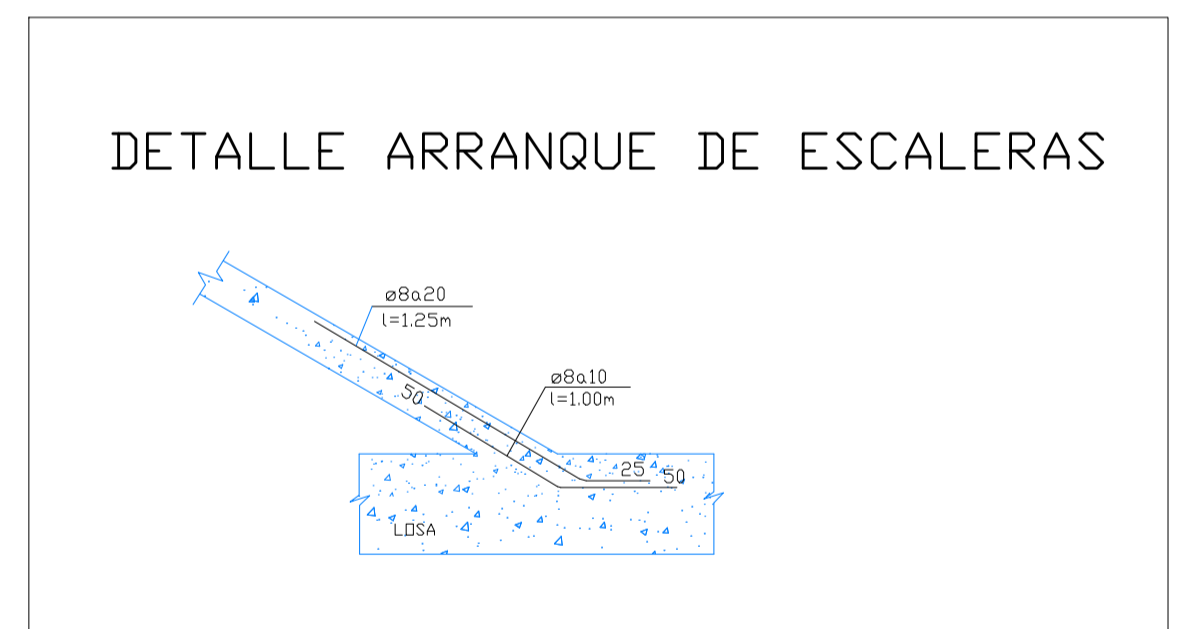 DETALLE ARRANQUE DE ESCALERAS
ø8a20
l=1.25m
ø8a10
l=1.00m
50
25
50
LOSA